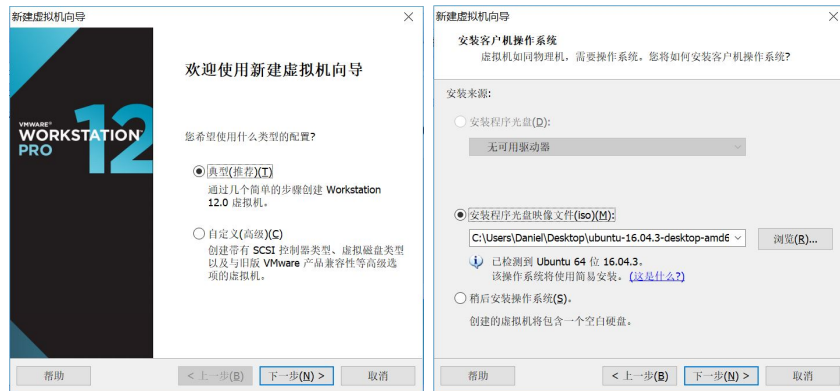 新建虚拟机向导
VMWARE®
WORKSTATION
PRO
12
欢迎使用新建虚拟机向导
您希望使用什么类型的配置?
典型(推荐)(T)
通过几个简单的步骤创建 Workstation
12.0 虚拟机。
自定义(高级)(C)
创建带有 SCSI 控制器类型、虚拟磁盘类型
以及与旧版 VMware 产品兼容性等高级选
项的虚拟机。
帮助
< 上一步(B)
下一步(N) >
取消
新建虚拟机向导
安装客户机操作系统
虚拟机如同物理机，需要操作系统。您将如何安装客户机操作系统?
安装来源:
安装程序光盘(D):
无可用驱动器
安装程序光盘映像文件(iso)(M):
C:\Users\Daniel\Desktop\ubuntu-16.04.3-desktop-amd6
浏览(R)...
已检测到 Ubuntu 64 位 16.04.3。
该操作系统将使用简易安装。(这是什么?)
稍后安装操作系统(S)。
创建的虚拟机将包含一个空白硬盘。
帮助
< 上一步(B)
下一步(N) >
取消